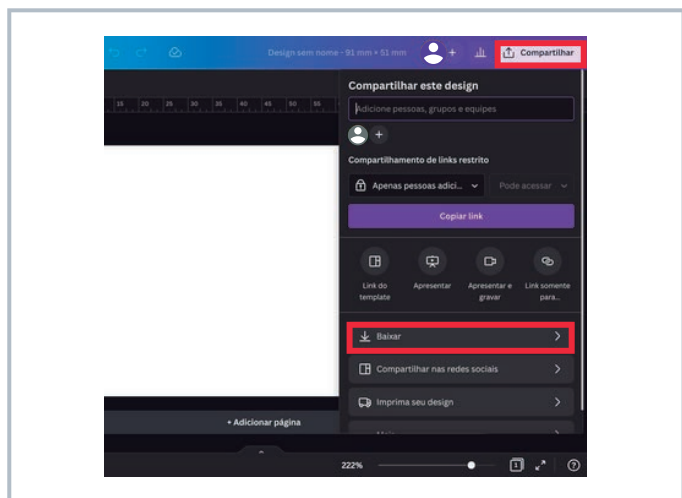 Design sem nome - 91 mm × 51 mm
Compartilhar
Compartilhar este design
15 20 25 30 35 40 45 50 55
Adicione pessoas, grupos e equipes
Compartilhamento de links restrito
Apenas pessoas adici... Pode acessar
Copiar link
Link do template
Apresentar
Apresentar e gravar
Link somente para...
Baixar
Compartilhar nas redes sociais
Imprima seu design
+ Adicionar página
222%
1